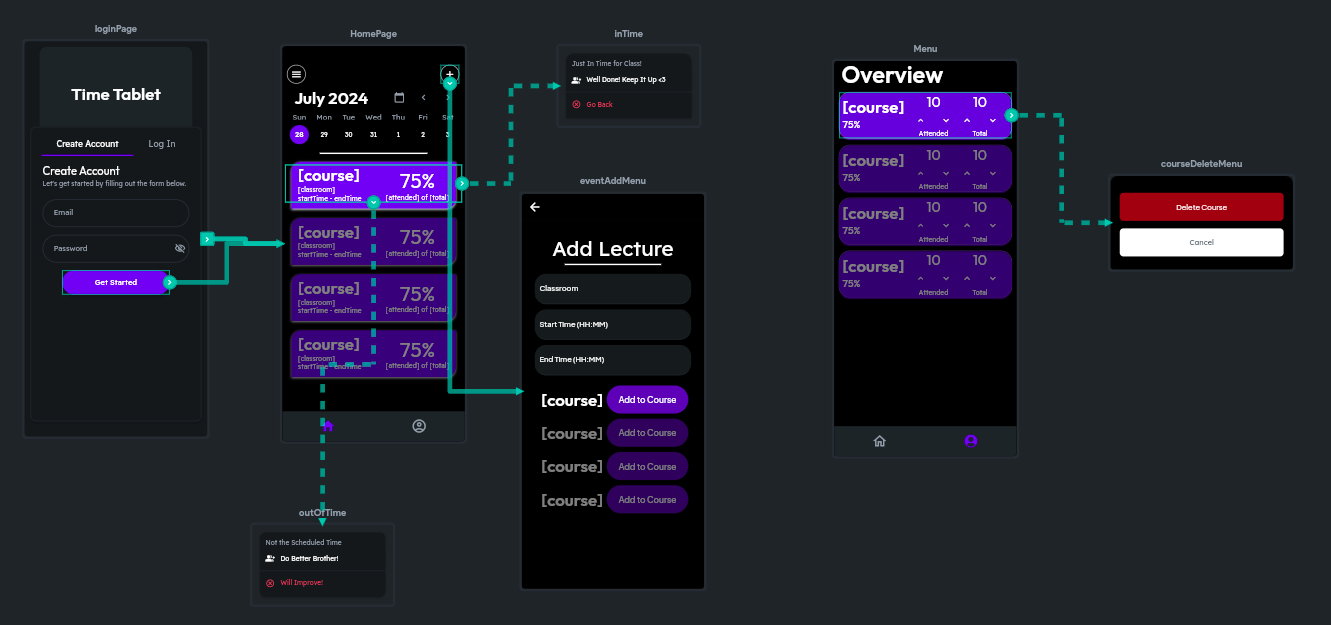 loginPage
Time Tablet
Create Account
Log In
Create Account
Let's get started by filling out the form below.
Email
Password
Get Started
HomePage
July 2024
Sun Mon Tue Wed Thu Fri Sat
28 29 30 31 1 2 3
[course]
75%
[classroom]
startTime - endTime
[attended] of [total]
[course]
75%
[classroom]
startTime - endTime
[attended] of [total]
[course]
75%
[classroom]
startTime - endTime
[attended] of [total]
[course]
75%
[classroom]
startTime - endTime
[attended] of [total]
outOfTime
Not the Scheduled Time
Do Better Brother!
Will Improve!
inTime
Just In Time for Class!
Well Done! Keep It Up <3
Go Back
eventAddMenu
Add Lecture
Classroom
Start Time (HH:MM)
End Time (HH:MM)
[course] Add to Course
[course] Add to Course
[course] Add to Course
[course] Add to Course
Menu
Overview
[course] 10 10
75%
Attended Total
[course] 10 10
75%
Attended Total
[course] 10 10
75%
Attended Total
[course] 10 10
75%
Attended Total
courseDeleteMenu
Delete Course
Cancel